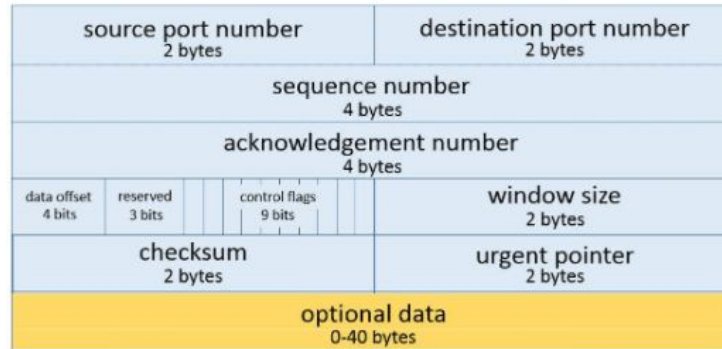 source port number
2 bytes
destination port number
2 bytes
sequence number
4 bytes
acknowledgement number
4 bytes
data offset
4 bits
reserved
3 bits
control flags
9 bits
window size
2 bytes
checksum
2 bytes
urgent pointer
2 bytes
optional data
0-40 bytes